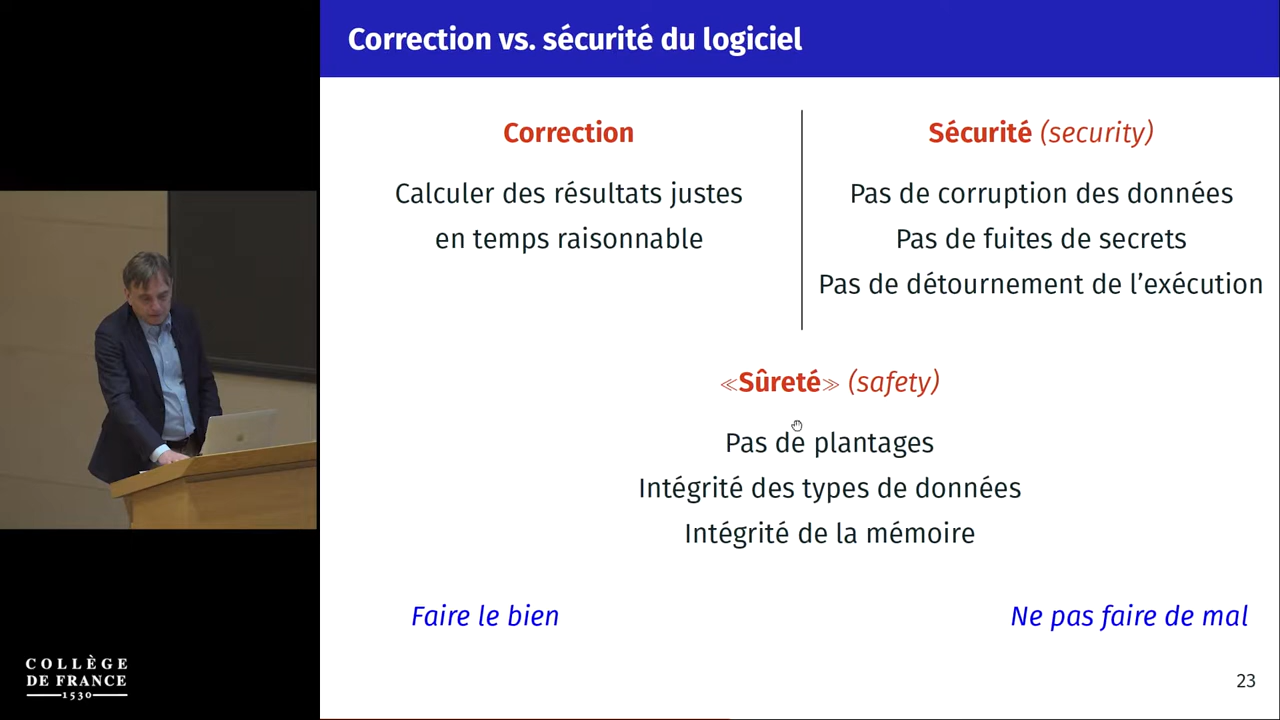 Correction vs. sécurité du logiciel
Correction
Calculer des résultats justes
en temps raisonnable
Sécurité (security)
Pas de corruption des données
Pas de fuites de secrets
Pas de détournement de l'exécution
≪Sûreté≫ (safety)
Pas de plantages
Intégrité des types de données
Intégrité de la mémoire
Faire le bien
Ne pas faire de mal
COLLÈGE
DE FRANCE
1530
23